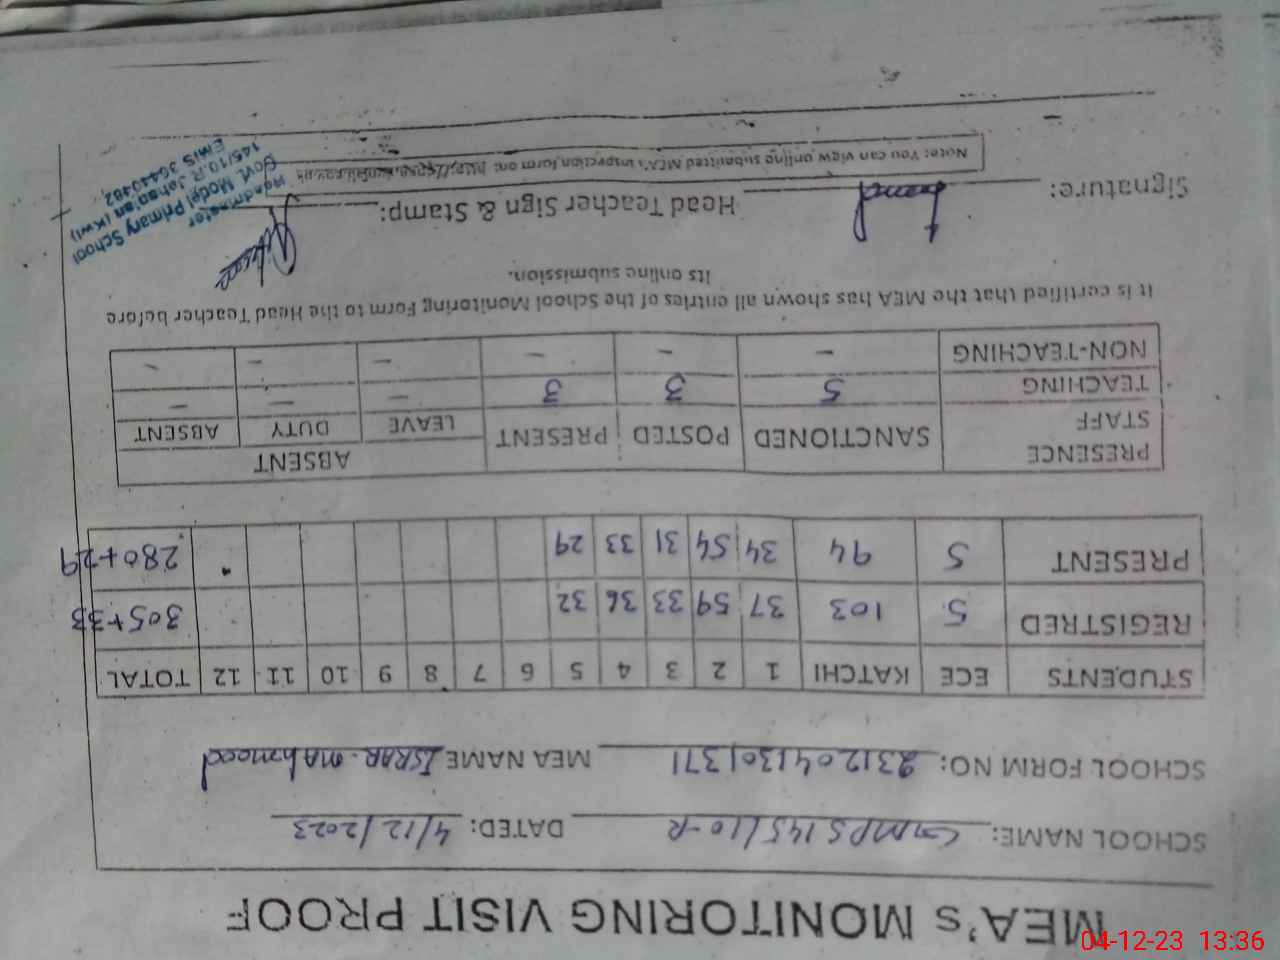 MEA's MONITORING VISIT PROOF
SCHOOL NAME: GMPS 145/10-R DATED: 4/12/2023
SCHOOL FORM NO: 2312041301371 MEA NAME ISRAR mahmood
STUDENTS ECE KATCHI 1 2 3 4 5 6 7 8 9 10 11 12 TOTAL
REGISTRED 5 103 37 59 33 36 32 305+33
PRESENT 5 94 34 54 31 33 29 280+29
PRESENCE STAFF SANCTIONED POSTED PRESENT ABSENT
LEAVE DUTY ABSENT
TEACHING 5 3 3 - - -
NON-TEACHING - - - - - -
It is certified that the MEA has shown all entries of the School Monitoring Form to the Head Teacher before
its online submission.
Signature: Head Teacher Sign & Stamp:
Headmaster
Govt. Model Primary School
145/10.R Jehanian (Kwl)
EMIS 36440482
Note: You can view online submitted MEA's inspection form on:
04-12-23 13:36